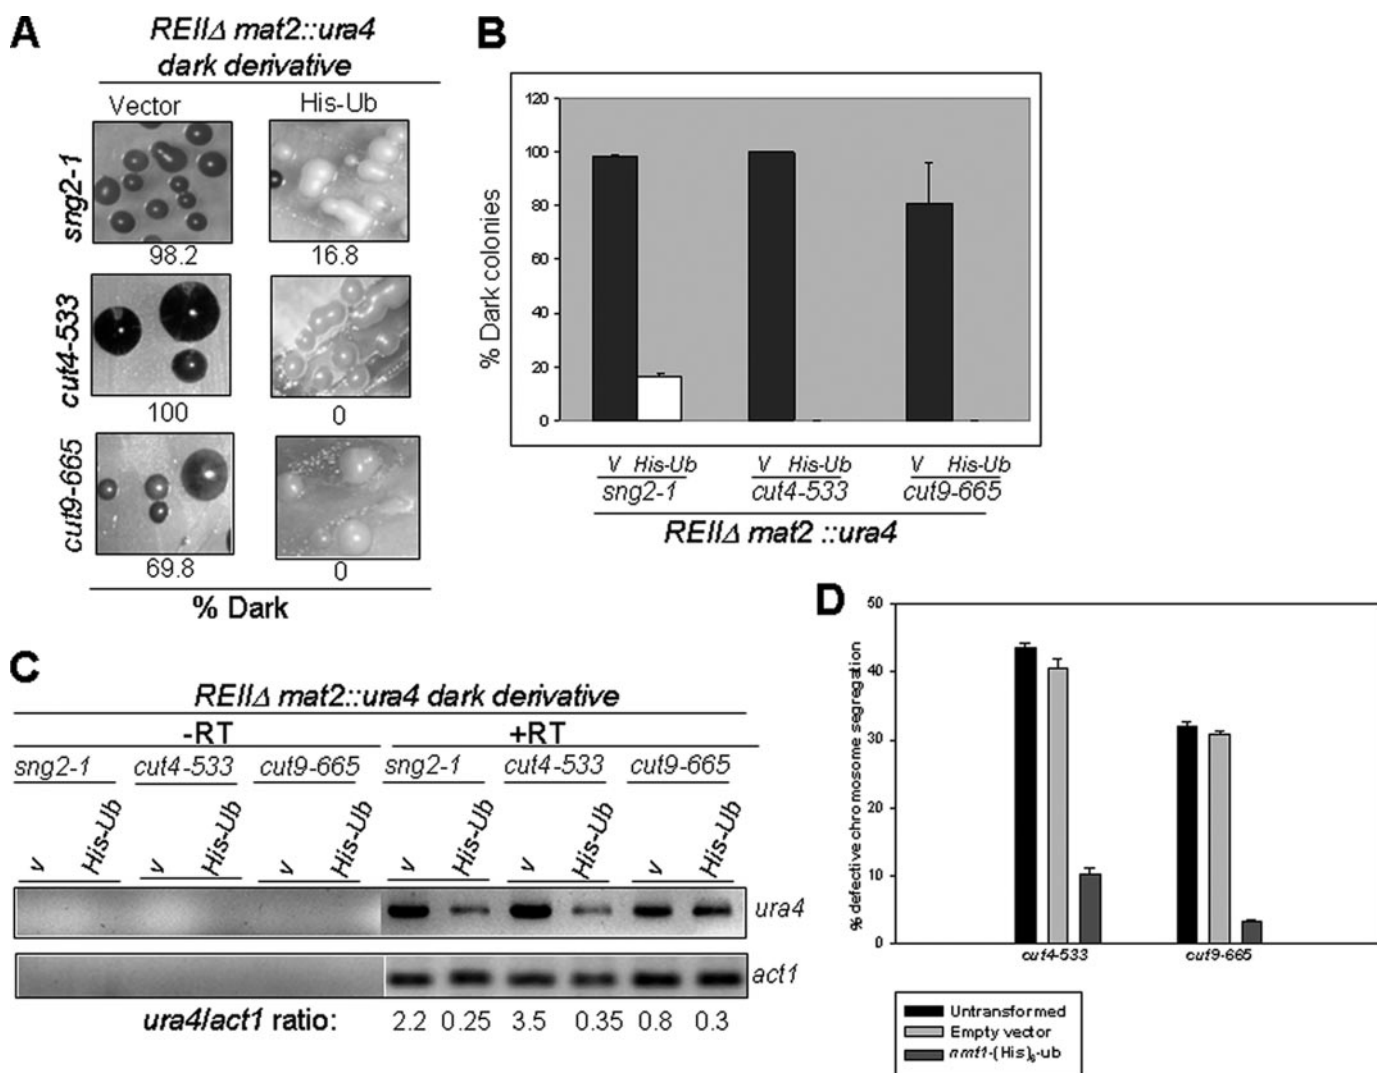 A
REIIΔ mat2::ura4
dark derivative
Vector His-Ub
sng2-1
98.2 16.8
cut4-533
100 0
cut9-665
69.8 0
% Dark
B
120
100
80
60
40
20
0
% Dark colonies
V His-Ub V His-Ub V His-Ub
sng2-1 cut4-533 cut9-665
REIIΔ mat2 ::ura4
C
REIIΔ mat2::ura4 dark derivative
-RT +RT
sng2-1 cut4-533 cut9-665 sng2-1 cut4-533 cut9-665
v His-Ub v His-Ub v His-Ub v His-Ub v His-Ub v His-Ub
ura4
act1
ura4/act1 ratio: 2.2 0.25 3.5 0.35 0.8 0.3
D
50
40
30
20
10
0
% defective chromosome segregation
cut4-533 cut9-665
Untransformed
Empty vector
nmt1-(His)6-ub